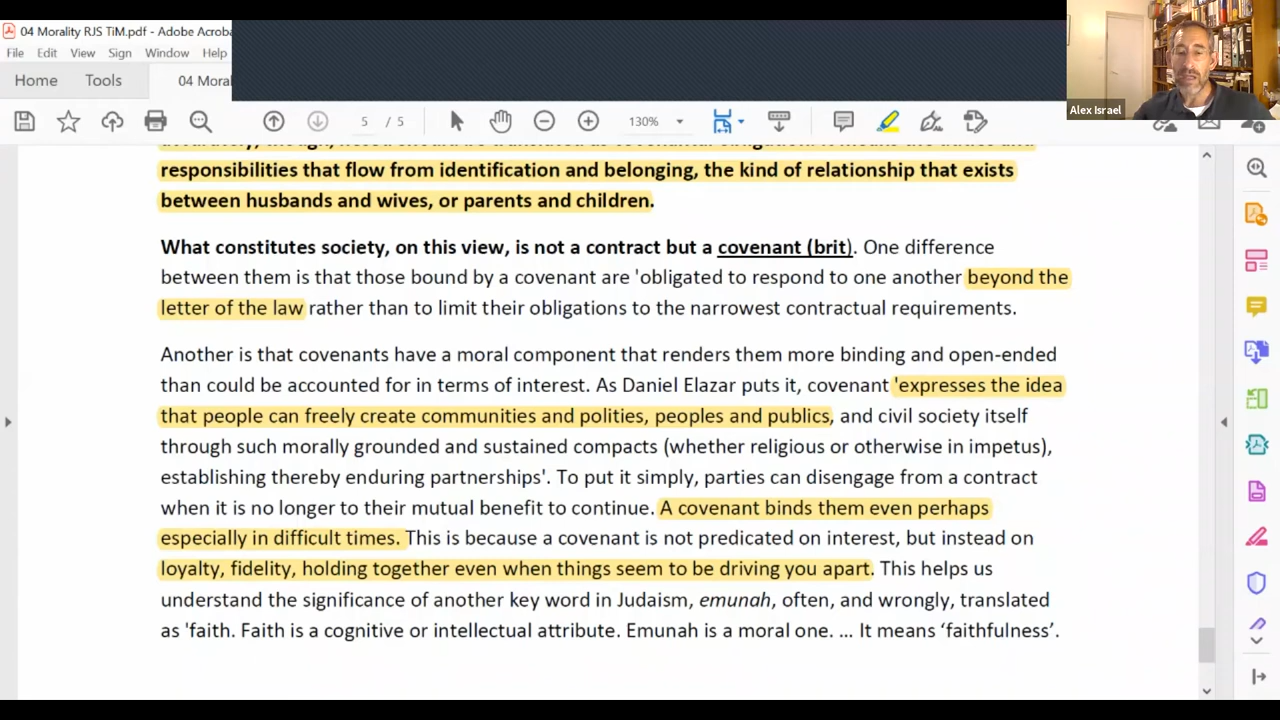 04 Morality RJS TiM.pdf - Adobe Acroba
File Edit View Sign Window Help
Home Tools 04 Moral
5 / 5 130%
Alex Israel
responsibilities that flow from identification and belonging, the kind of relationship that exists
between husbands and wives, or parents and children.
What constitutes society, on this view, is not a contract but a covenant (brit). One difference
between them is that those bound by a covenant are 'obligated to respond to one another beyond the
letter of the law rather than to limit their obligations to the narrowest contractual requirements.
Another is that covenants have a moral component that renders them more binding and open-ended
than could be accounted for in terms of interest. As Daniel Elazar puts it, covenant 'expresses the idea
that people can freely create communities and polities, peoples and publics, and civil society itself
through such morally grounded and sustained compacts (whether religious or otherwise in impetus),
establishing thereby enduring partnerships'. To put it simply, parties can disengage from a contract
when it is no longer to their mutual benefit to continue. A covenant binds them even perhaps
especially in difficult times. This is because a covenant is not predicated on interest, but instead on
loyalty, fidelity, holding together even when things seem to be driving you apart. This helps us
understand the significance of another key word in Judaism, emunah, often, and wrongly, translated
as 'faith. Faith is a cognitive or intellectual attribute. Emunah is a moral one. … It means ‘faithfulness’.